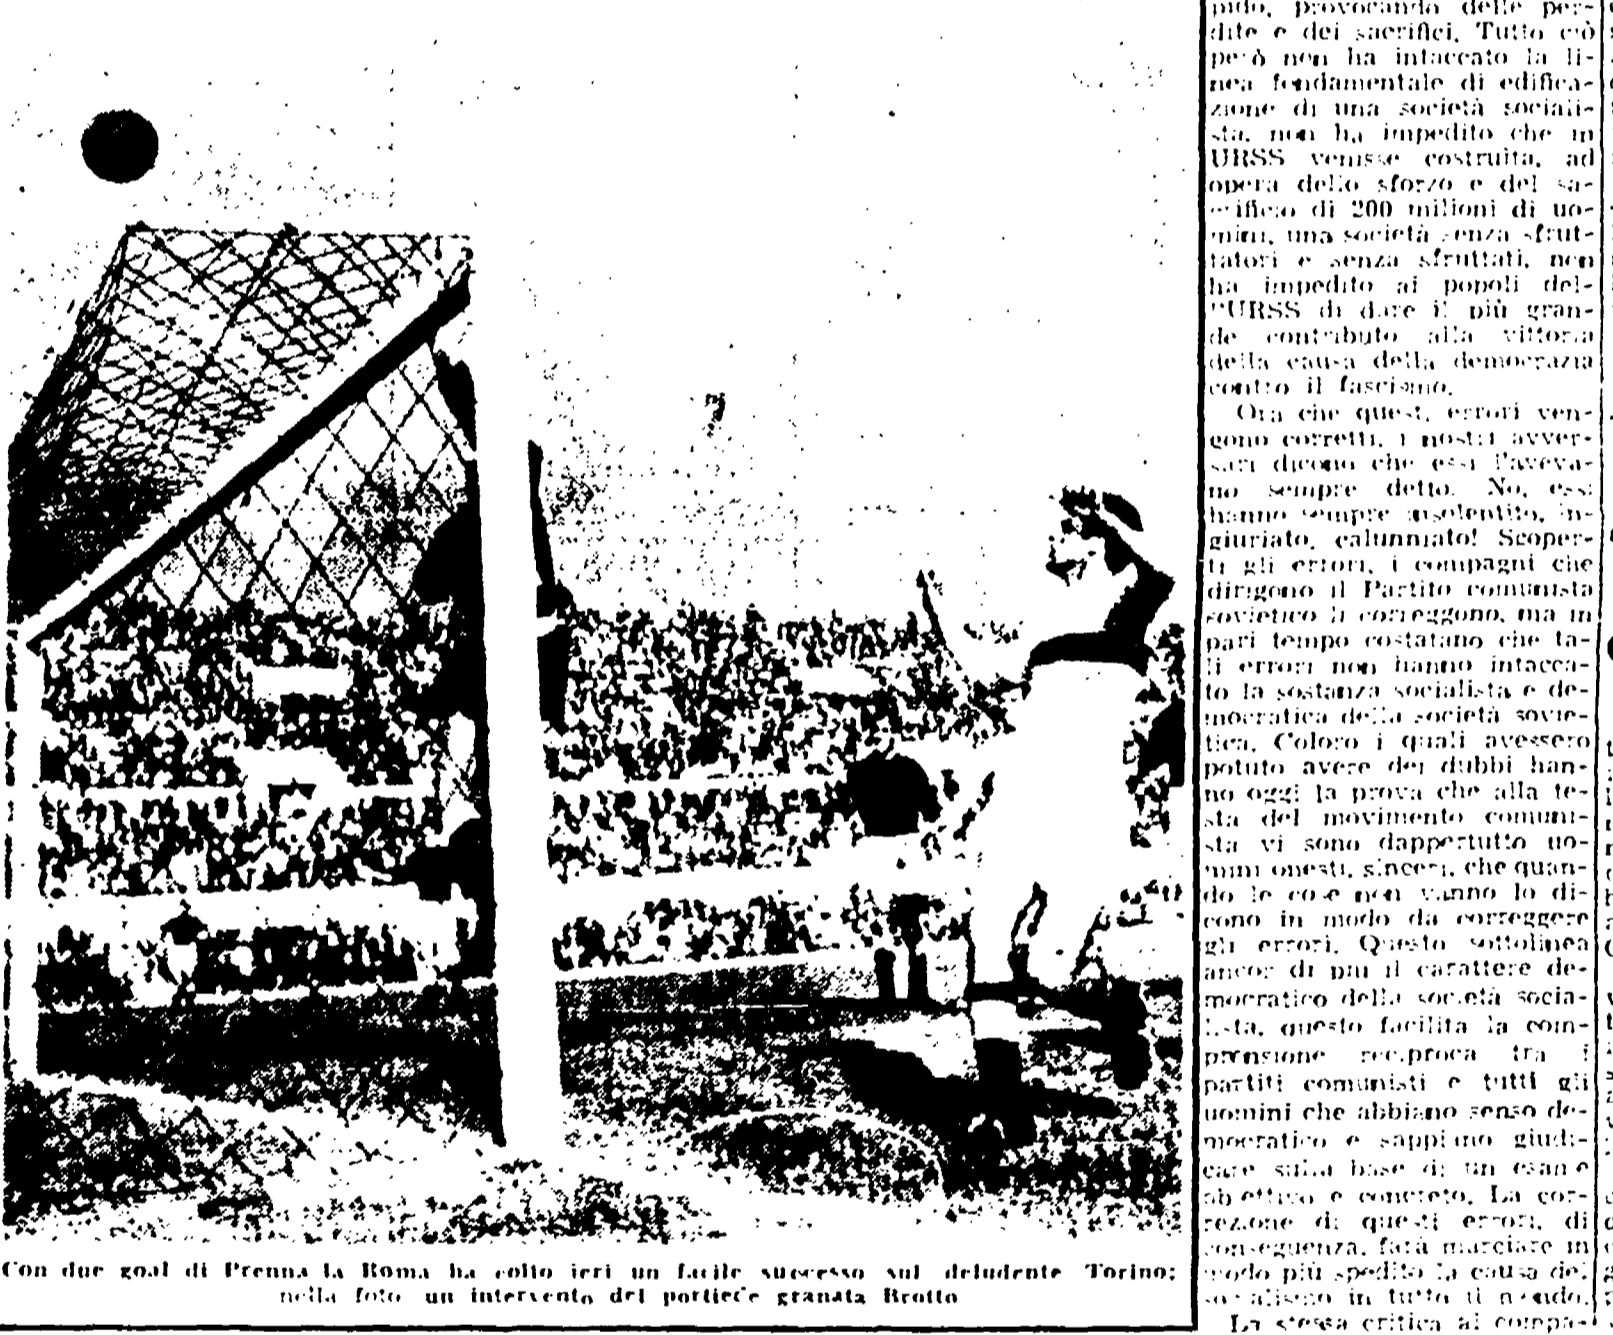 Con due goal di Prenna la Roma ha colto ieri un facile successo sul deludente Torino;
nella foto un intervento del portiere granata Brotto
pido, provocando delle per-
dite e dei sacrifici. Tutto ciò
però non ha intaccato la li-
nea fondamentale di edifica-
zione di una società sociali-
sta, non ha impedito che in
URSS venisse costruita, ad
opera dello sforzo e del sa-
crificio di 200 milioni di uo-
mini, una società senza sfrut-
tatori e senza sfruttati, non
ha impedito ai popoli del-
l'URSS di dare il più gran-
de contributo alla vittoria
della causa della democrazia
contro il fascismo.
Ora che questi errori ven-
gono corretti, i nostri avver-
sari dicono che essi l'aveva-
no sempre detto. No, essi
hanno sempre insolentito, in-
giuriato, calunniato! Scoper-
ti gli errori, i compagni che
dirigono il Partito comunista
sovietico li correggono, ma in
pari tempo costatano che ta-
li errori non hanno intacca-
to la sostanza socialista e de-
mocratica della società sovie-
tica. Coloro i quali avessero
potuto avere dei dubbi han-
no oggi la prova che alla te-
sta del movimento comuni-
sta vi sono dappertutto uo-
mini onesti, sinceri, che quan-
do le cose non vanno lo di-
cono in modo da correggere
gli errori. Questo sottolinea
ancor di più il carattere de-
mocratico della società socia-
lista, questo facilita la com-
prensione reciproca tra i
partiti comunisti e tutti gli
uomini che abbiano senso de-
mocratico e sappiano giudi-
care sulla base di un esame
obiettivo e concreto. La cor-
rezione di questi errori, di
conseguenza, farà marciare in
modo più spedito la causa del
socialismo in tutto il mondo.
La stessa critica al compa-